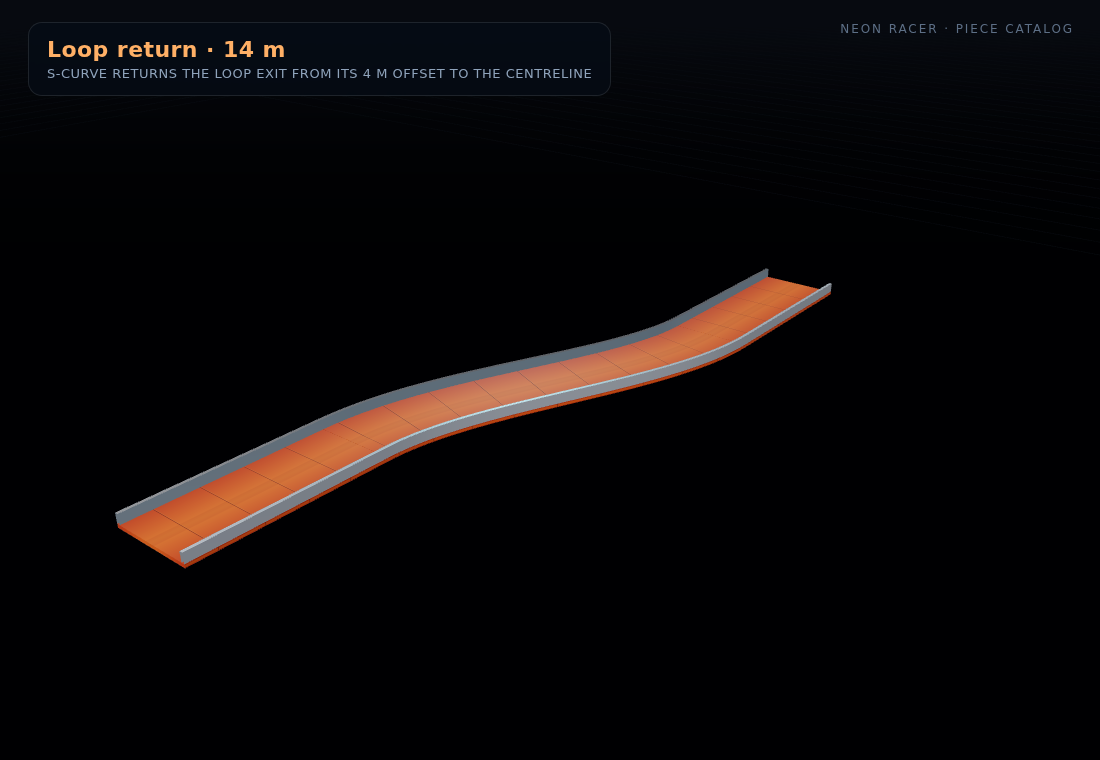 Loop return · 14 m
S-CURVE RETURNS THE LOOP EXIT FROM ITS 4 M OFFSET TO THE CENTRELINE
NEON RACER · PIECE CATALOG